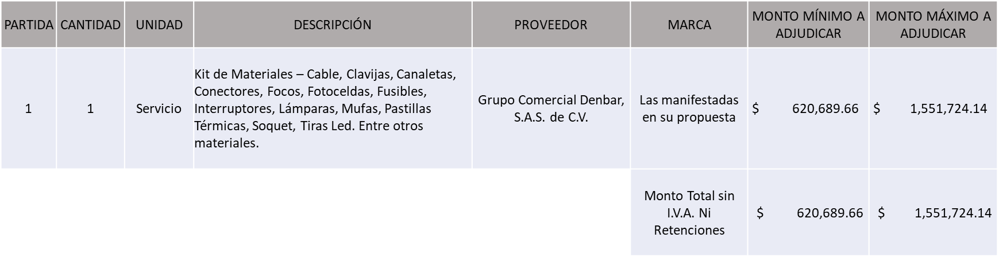 PARTIDA CANTIDAD UNIDAD DESCRIPCIÓN PROVEEDOR MARCA MONTO MÍNIMO A ADJUDICAR MONTO MÁXIMO A ADJUDICAR
1 1 Servicio
Kit de Materiales – Cable, Clavijas, Canaletas,
Conectores, Focos, Fotoceldas, Fusibles,
Interruptores, Lámparas, Mufas, Pastillas
Térmicas, Soquet, Tiras Led. Entre otros
materiales.
Grupo Comercial Denbar,
S.A.S. de C.V.
Las manifestadas
en su propuesta
$ 620,689.66 $ 1,551,724.14
Monto Total sin
I.V.A. Ni
Retenciones
$ 620,689.66 $ 1,551,724.14